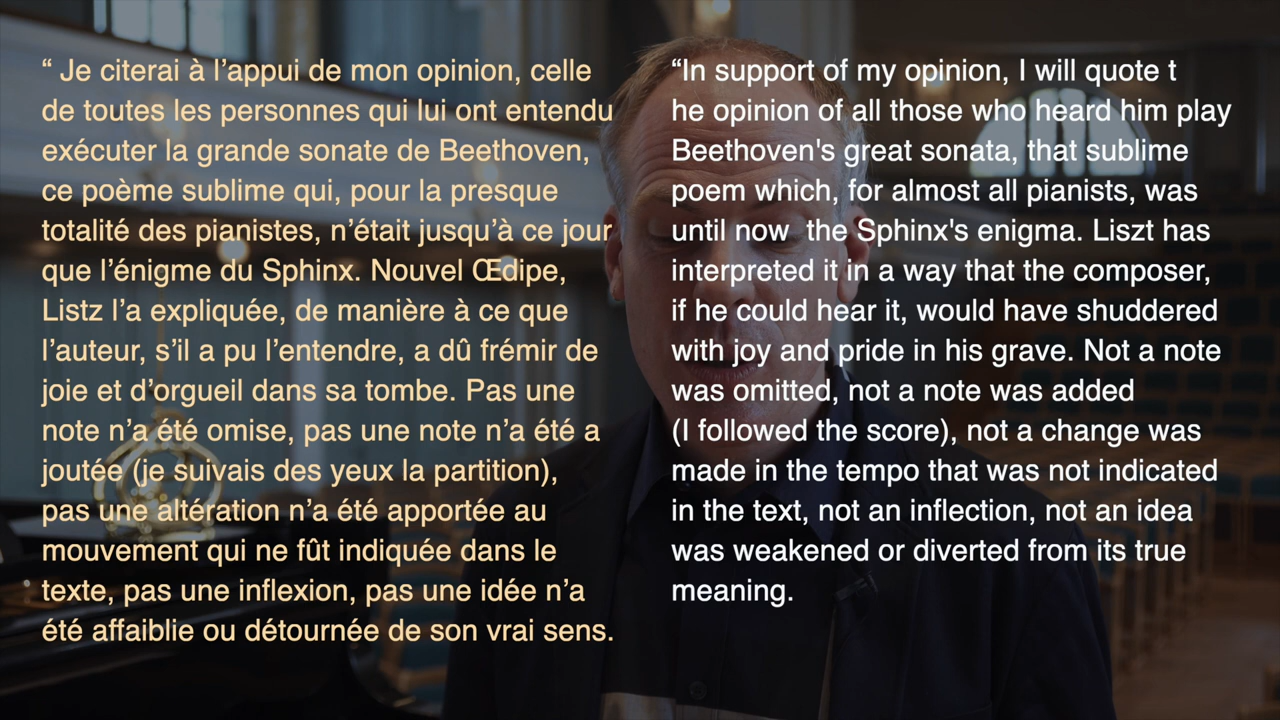 “ Je citerai à l’appui de mon opinion, celle
de toutes les personnes qui lui ont entendu
exécuter la grande sonate de Beethoven,
ce poème sublime qui, pour la presque
totalité des pianistes, n’était jusqu’à ce jour
que l’énigme du Sphinx. Nouvel Œdipe,
Listz l’a expliquée, de manière à ce que
l’auteur, s’il a pu l’entendre, a dû frémir de
joie et d’orgueil dans sa tombe. Pas une
note n’a été omise, pas une note n’a été a
joutée (je suivais des yeux la partition),
pas une altération n’a été apportée au
mouvement qui ne fût indiquée dans le
texte, pas une inflexion, pas une idée n’a
été affaiblie ou détournée de son vrai sens.
“In support of my opinion, I will quote t
he opinion of all those who heard him play
Beethoven's great sonata, that sublime
poem which, for almost all pianists, was
until now  the Sphinx's enigma. Liszt has
interpreted it in a way that the composer,
if he could hear it, would have shuddered
with joy and pride in his grave. Not a note
was omitted, not a note was added
(I followed the score), not a change was
made in the tempo that was not indicated
in the text, not an inflection, not an idea
was weakened or diverted from its true
meaning.